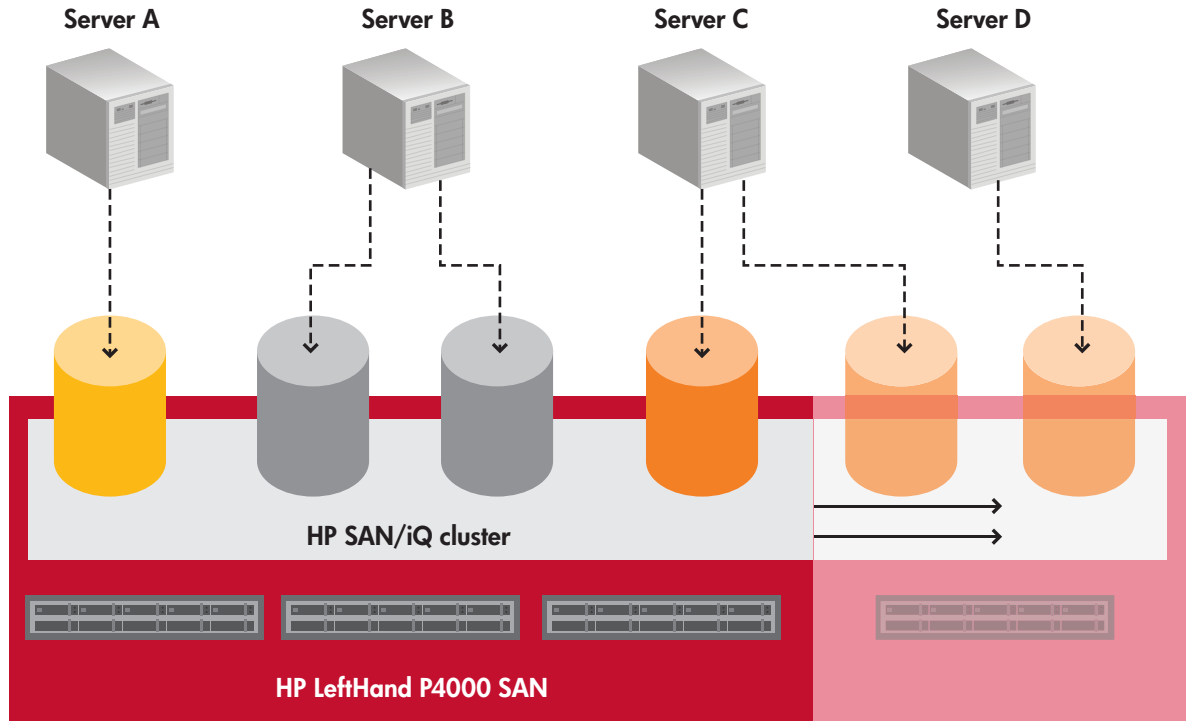 Server A
Server B
Server C
Server D
HP SAN/iQ cluster
HP LeftHand P4000 SAN